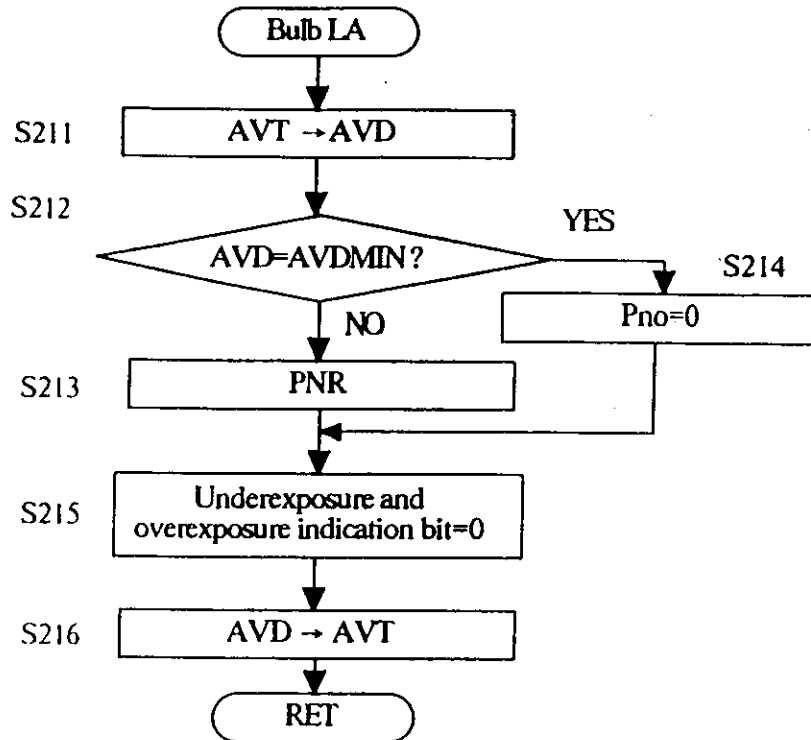 Bulb LA
S211
AVT → AVD
S212
AVD=AVDMIN?
YES
S214
Pno=0
NO
S213
PNR
S215
Underexposure and
overexposure indication bit=0
S216
AVD → AVT
RET